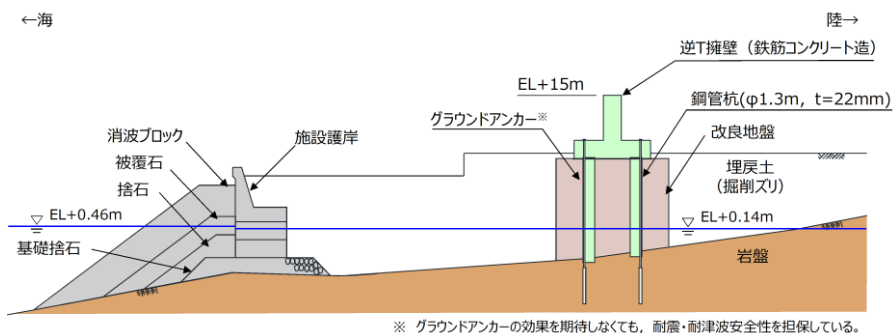 ←海
陸→
逆T擁壁（鉄筋コンクリート造）
EL+15m
鋼管杭(φ1.3m, t=22mm)
グラウンドアンカー※
改良地盤
消波ブロック
施設護岸
被覆石
埋戻土
（掘削ズリ）
捨石
EL+0.46m
EL+0.14m
基礎捨石
岩盤
※ グラウンドアンカーの効果を期待しなくても，耐震・耐津波安全性を担保している。